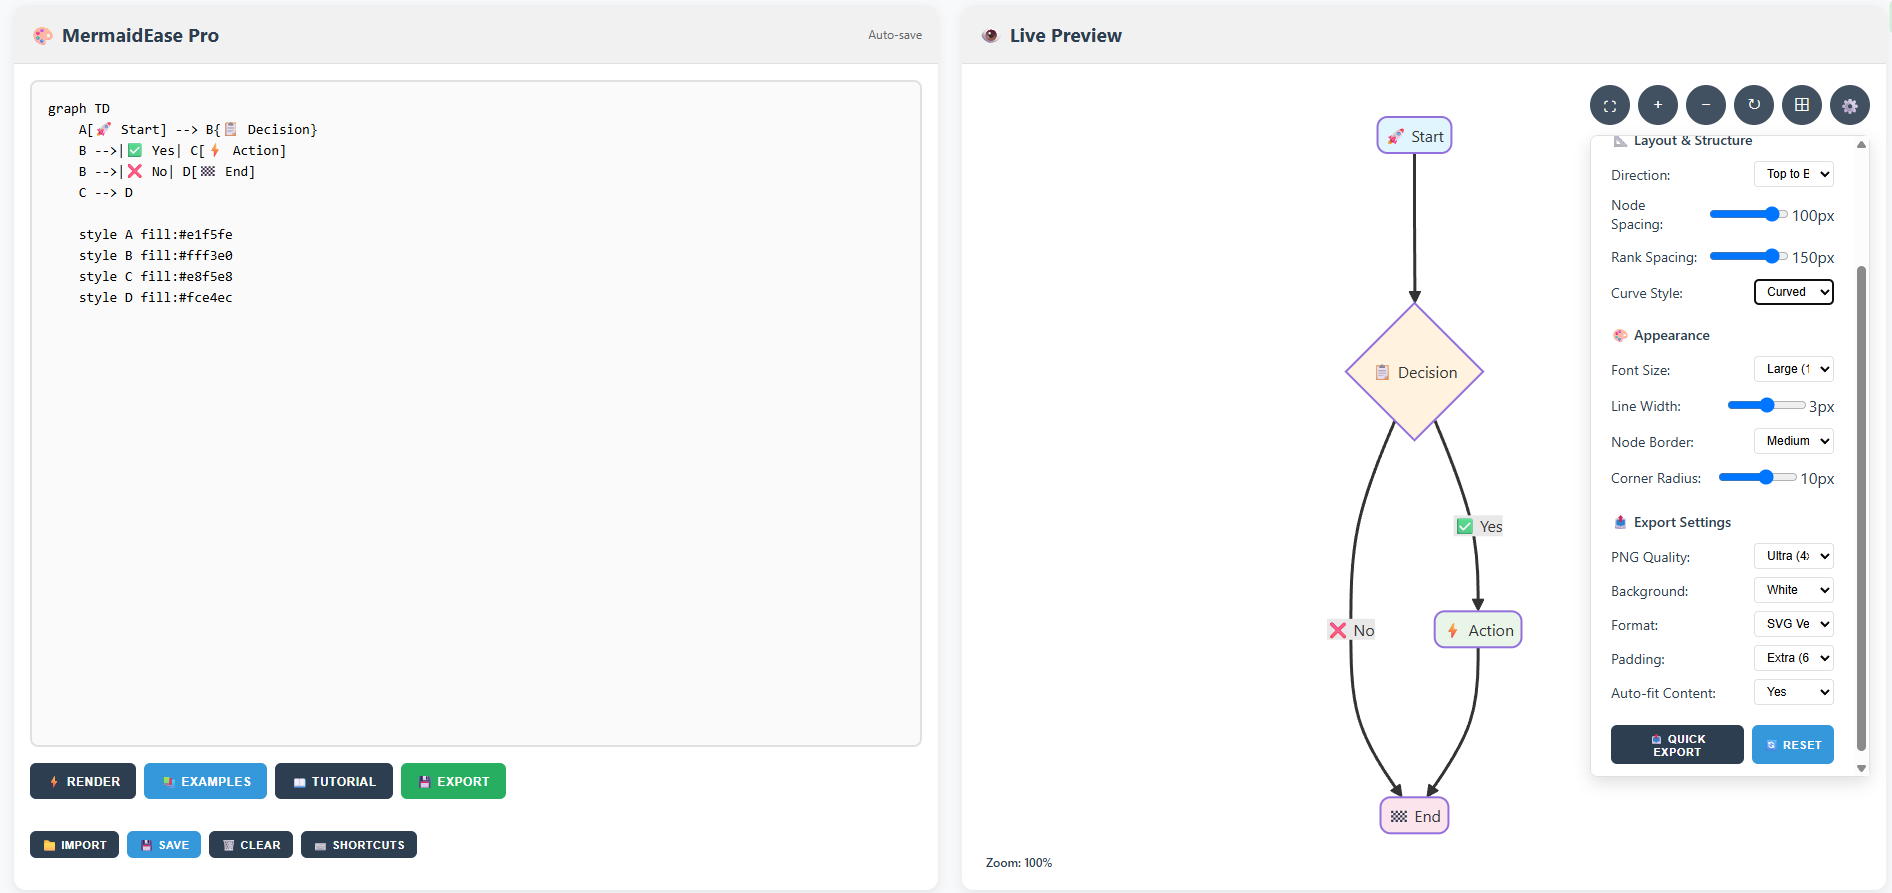 MermaidEase Pro
Auto-save
graph TD
A[🚀 Start] --> B{📋 Decision}
B -->|✅ Yes| C[⚡ Action]
B -->|❌ No| D[🏁 End]
C --> D
style A fill:#e1f5fe
style B fill:#fff3e0
style C fill:#e8f5e8
style D fill:#fce4ec
RENDER
EXAMPLES
TUTORIAL
EXPORT
IMPORT
SAVE
CLEAR
SHORTCUTS
Live Preview
Start
Decision
Yes
No
Action
End
Zoom: 100%
Layout & Structure
Direction: Top to B
Node
Spacing: 100px
Rank Spacing: 150px
Curve Style: Curved
Appearance
Font Size: Large (1
Line Width: 3px
Node Border: Medium
Corner Radius: 10px
Export Settings
PNG Quality: Ultra (4x
Background: White
Format: SVG Ve
Padding: Extra (6
Auto-fit Content: Yes
QUICK
EXPORT
RESET